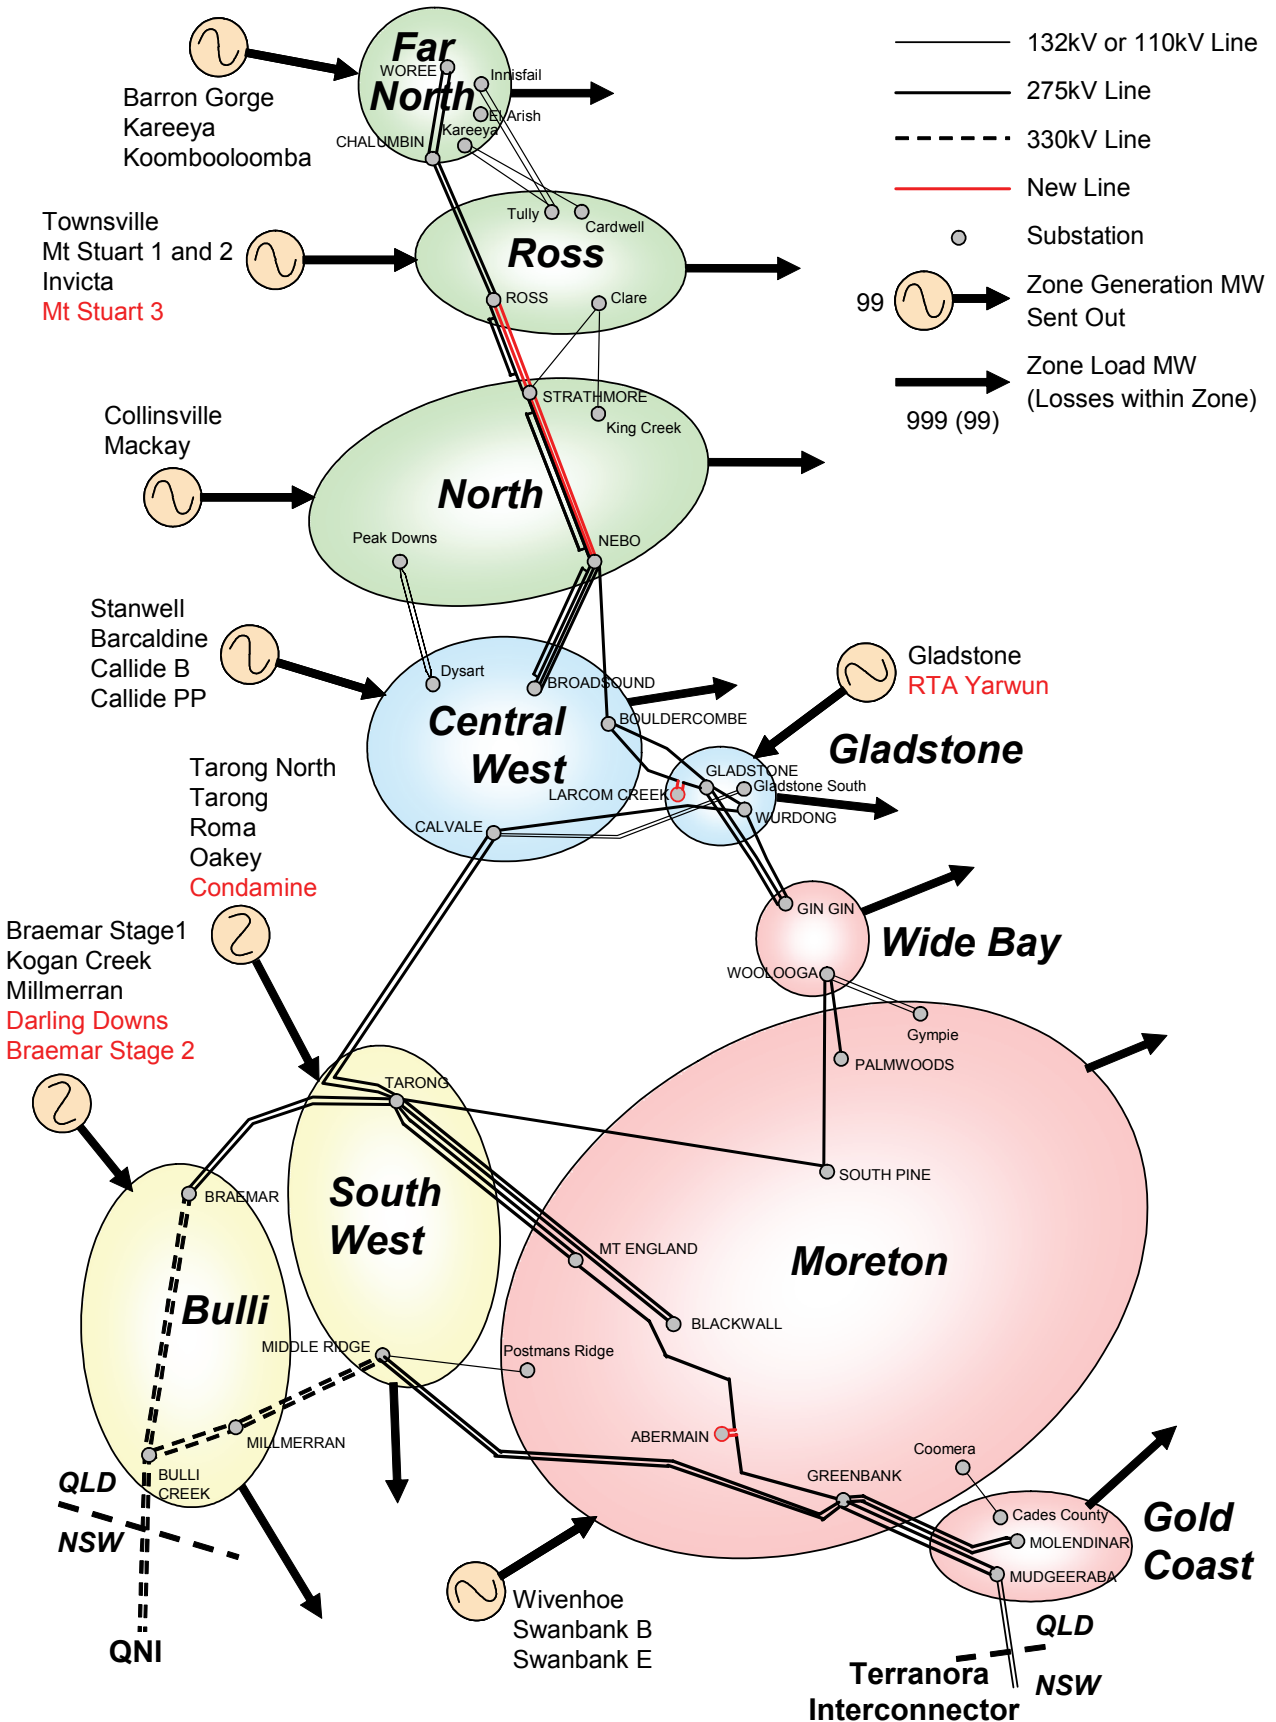 Far
North
WOREE
Innisfail
El Arish
Kareeya
CHALUMBIN
Barron Gorge
Kareeya
Koombooloomba
132kV or 110kV Line
275kV Line
330kV Line
New Line
Substation
99
Zone Generation MW
Sent Out
Zone Load MW
(Losses within Zone)
999 (99)
Townsville
Mt Stuart 1 and 2
Invicta
Mt Stuart 3
Tully
Cardwell
Ross
ROSS
Clare
Collinsville
Mackay
STRATHMORE
King Creek
North
Peak Downs
NEBO
Stanwell
Barcaldine
Callide B
Callide PP
Dysart
BROADSOUND
BOULDERCOMBE
Central
West
CALVALE
Gladstone
RTA Yarwun
Gladstone
GLADSTONE
Gladstone South
LARCOM CREEK
WURDONG
Tarong North
Tarong
Roma
Oakey
Condamine
GIN GIN
Wide Bay
WOOLOOGA
Gympie
PALMWOODS
Braemar Stage1
Kogan Creek
Millmerran
Darling Downs
Braemar Stage 2
TARONG
SOUTH PINE
BRAEMAR
South
West
MT ENGLAND
Moreton
Bulli
BLACKWALL
MIDDLE RIDGE
Postmans Ridge
MILLMERRAN
ABERMAIN
Coomera
BULLI
CREEK
GREENBANK
QLD
NSW
Cades County
MOLENDINAR
MUDGEERABA
Gold
Coast
Wivenhoe
Swanbank B
Swanbank E
QNI
QLD
NSW
Terranora
Interconnector